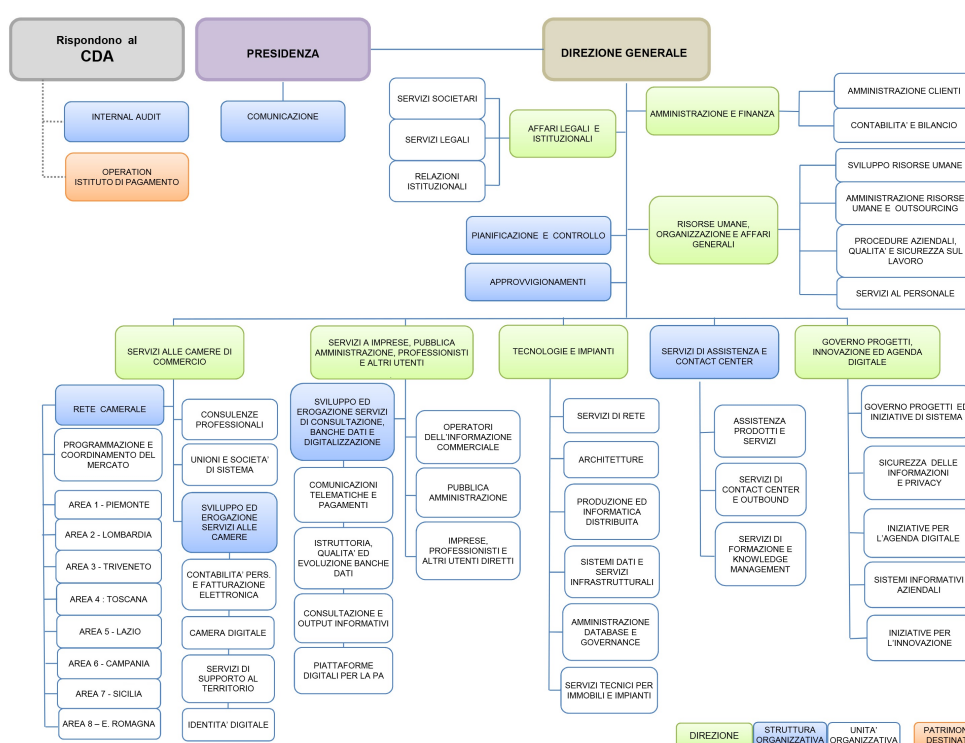 Rispondono al
CDA
PRESIDENZA
DIREZIONE GENERALE
INTERNAL AUDIT
OPERATION
ISTITUTO DI PAGAMENTO
COMUNICAZIONE
SERVIZI SOCIETARI
SERVIZI LEGALI
RELAZIONI
ISTITUZIONALI
AFFARI LEGALI E
ISTITUZIONALI
AMMINISTRAZIONE E FINANZA
AMMINISTRAZIONE CLIENTI
CONTABILITA' E BILANCIO
PIANIFICAZIONE E CONTROLLO
APPROVVIGIONAMENTI
RISORSE UMANE,
ORGANIZZAZIONE E AFFARI
GENERALI
SVILUPPO RISORSE UMANE
AMMINISTRAZIONE RISORSE
UMANE E OUTSOURCING
PROCEDURE AZIENDALI,
QUALITA' E SICUREZZA SUL
LAVORO
SERVIZI AL PERSONALE
SERVIZI ALLE CAMERE DI
COMMERCIO
RETE CAMERALE
PROGRAMMAZIONE E
COORDINAMENTO DEL
MERCATO
AREA 1 - PIEMONTE
AREA 2 - LOMBARDIA
AREA 3 - TRIVENETO
AREA 4 : TOSCANA
AREA 5 - LAZIO
AREA 6 - CAMPANIA
AREA 7 - SICILIA
AREA 8 – E. ROMAGNA
CONSULENZE
PROFESSIONALI
UNIONI E SOCIETA'
DI SISTEMA
SVILUPPO ED
EROGAZIONE
SERVIZI ALLE
CAMERE
CONTABILITA' PERS.
E FATTURAZIONE
ELETTRONICA
CAMERA DIGITALE
SERVIZI DI
SUPPORTO AL
TERRITORIO
IDENTITA' DIGITALE
SERVIZI A IMPRESE, PUBBLICA
AMMINISTRAZIONE, PROFESSIONISTI
E ALTRI UTENTI
SVILUPPO ED
EROGAZIONE SERVIZI
DI CONSULTAZIONE,
BANCHE DATI E
DIGITALIZZAZIONE
COMUNICAZIONI
TELEMATICHE E
PAGAMENTI
ISTRUTTORIA,
QUALITA' ED
EVOLUZIONE BANCHE
DATI
CONSULTAZIONE E
OUTPUT INFORMATIVI
PIATTAFORME
DIGITALI PER LA PA
OPERATORI
DELL'INFORMAZIONE
COMMERCIALE
PUBBLICA
AMMINISTRAZIONE
IMPRESE,
PROFESSIONISTI E
ALTRI UTENTI DIRETTI
TECNOLOGIE E IMPIANTI
SERVIZI DI RETE
ARCHITETTURE
PRODUZIONE ED
INFORMATICA
DISTRIBUITA
SISTEMI DATI E
SERVIZI
INFRASTRUTTURALI
AMMINISTRAZIONE
DATABASE E
GOVERNANCE
SERVIZI TECNICI PER
IMMOBILI E IMPIANTI
SERVIZI DI ASSISTENZA E
CONTACT CENTER
ASSISTENZA
PRODOTTI E
SERVIZI
SERVIZI DI
CONTACT CENTER
E OUTBOUND
SERVIZI DI
FORMAZIONE E
KNOWLEDGE
MANAGEMENT
GOVERNO PROGETTI,
INNOVAZIONE ED AGENDA
DIGITALE
GOVERNO PROGETTI ED
INIZIATIVE DI SISTEMA
SICUREZZA DELLE
INFORMAZIONI
E PRIVACY
INIZIATIVE PER
L'AGENDA DIGITALE
SISTEMI INFORMATIVI
AZIENDALI
INIZIATIVE PER
L'INNOVAZIONE
DIREZIONE
STRUTTURA
ORGANIZZATIVA
UNITA'
ORGANIZZATIVA